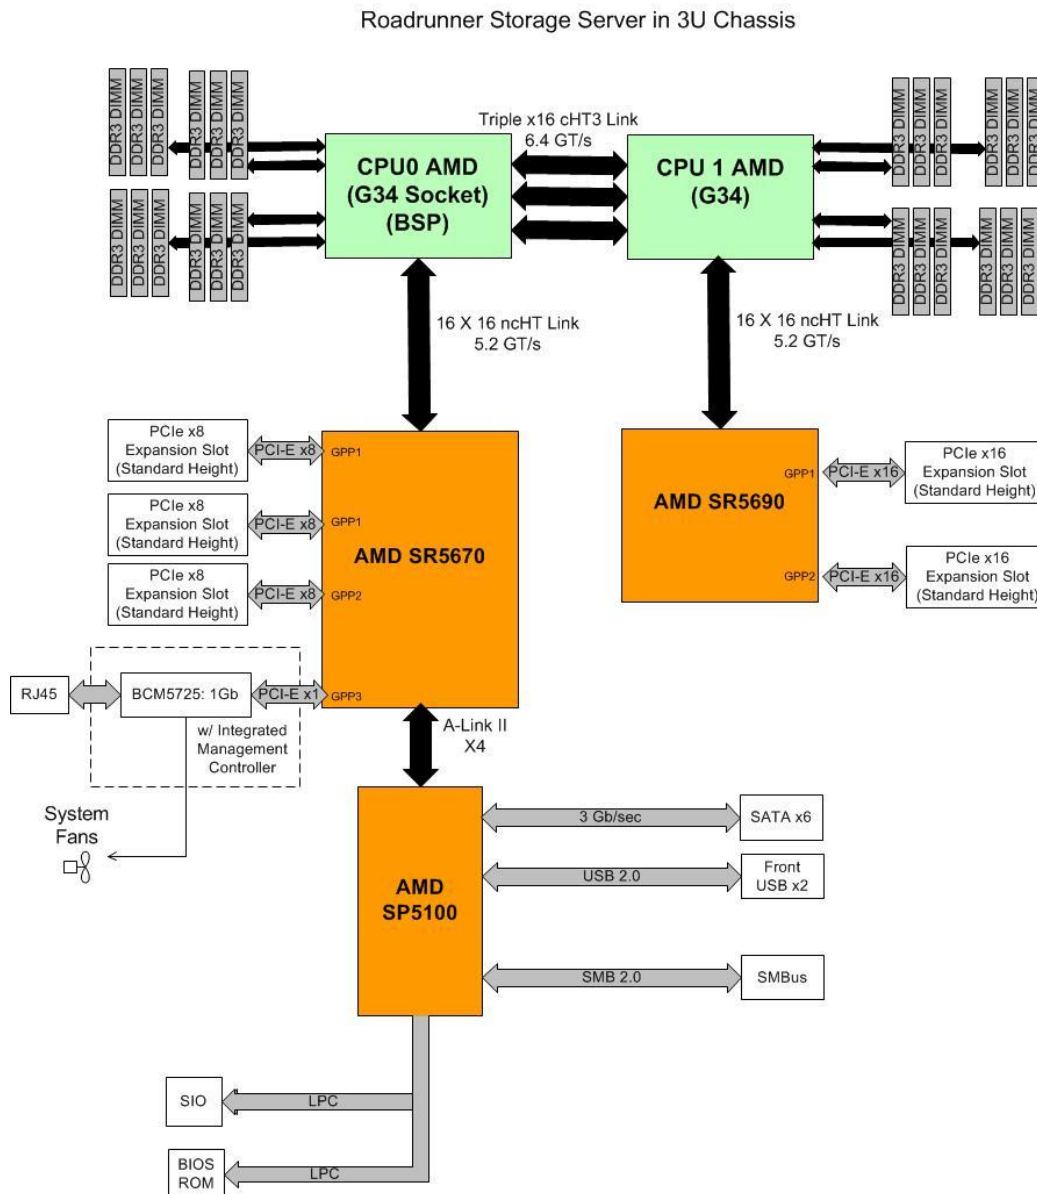 Roadrunner Storage Server in 3U Chassis
DDR3 DIMM
DDR3 DIMM
DDR3 DIMM
DDR3 DIMM
DDR3 DIMM
DDR3 DIMM
DDR3 DIMM
DDR3 DIMM
DDR3 DIMM
DDR3 DIMM
DDR3 DIMM
DDR3 DIMM
CPU0 AMD
(G34 Socket)
(BSP)
Triple x16 cHT3 Link
6.4 GT/s
CPU 1 AMD
(G34)
DDR3 DIMM
DDR3 DIMM
DDR3 DIMM
DDR3 DIMM
DDR3 DIMM
DDR3 DIMM
DDR3 DIMM
DDR3 DIMM
DDR3 DIMM
DDR3 DIMM
DDR3 DIMM
DDR3 DIMM
16 X 16 ncHT Link
5.2 GT/s
16 X 16 ncHT Link
5.2 GT/s
PCIe x8
Expansion Slot
(Standard Height)
PCI-E x8
GPP1
PCIe x8
Expansion Slot
(Standard Height)
PCI-E x8
GPP1
PCIe x8
Expansion Slot
(Standard Height)
PCI-E x8
GPP2
AMD SR5670
AMD SR5690
GPP1
PCI-E x16
PCIe x16
Expansion Slot
(Standard Height)
GPP2
PCI-E x16
PCIe x16
Expansion Slot
(Standard Height)
RJ45
BCM5725: 1Gb
PCI-E x1
GPP3
w/ Integrated
Management
Controller
A-Link II
X4
System
Fans
AMD
SP5100
3 Gb/sec
SATA x6
USB 2.0
Front
USB x2
SMB 2.0
SMBus
SIO
LPC
BIOS
ROM
LPC